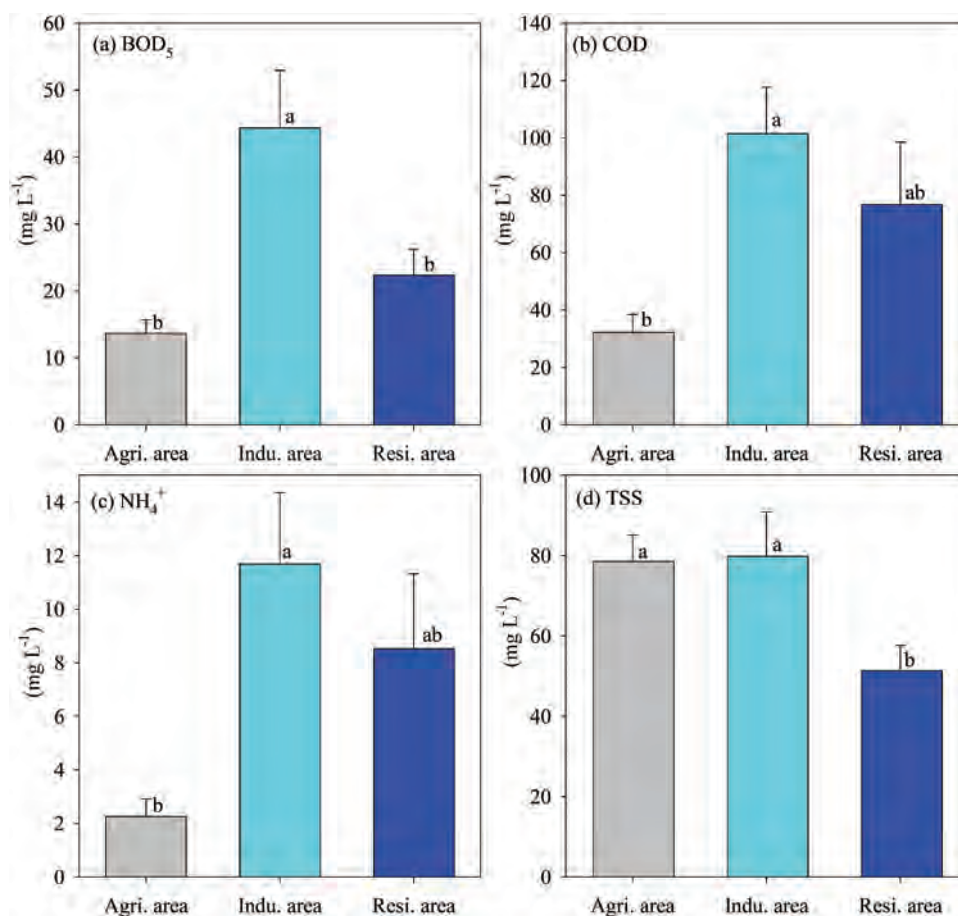 (a) BOD₅
60
50
40
30
20
10
0
(mg L⁻¹)
b
a
b
Agri. area Indu. area Resi. area
(b) COD
140
120
100
80
60
40
20
0
(mg L⁻¹)
b
a
ab
Agri. area Indu. area Resi. area
(c) NH₄⁺
14
12
10
8
6
4
2
0
(mg L⁻¹)
b
a
ab
Agri. area Indu. area Resi. area
(d) TSS
100
80
60
40
20
0
(mg L⁻¹)
a
a
b
Agri. area Indu. area Resi. area